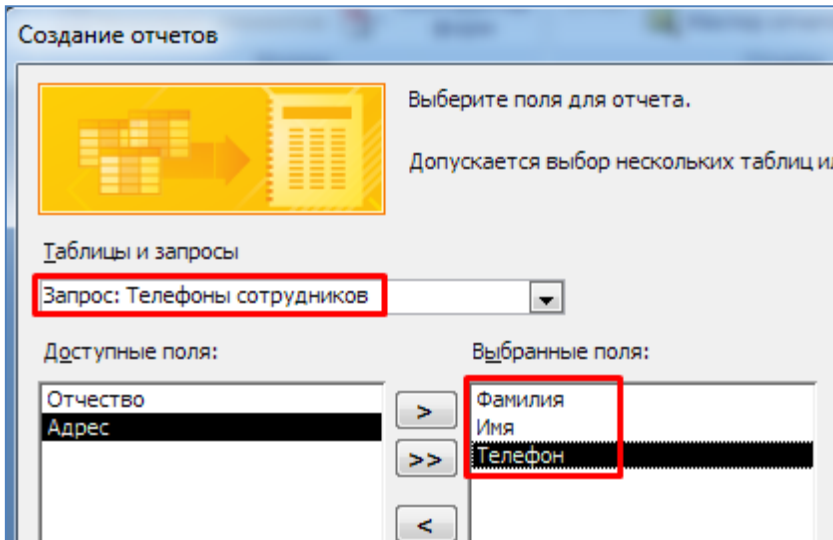 Создание отчетов
Выберите поля для отчета.
Допускается выбор нескольких таблиц
Таблицы и запросы
Запрос: Телефоны сотрудников
Доступные поля:
Выбранные поля:
Отчество
Адрес
>
>>
<
Фамилия
Имя
Телефон